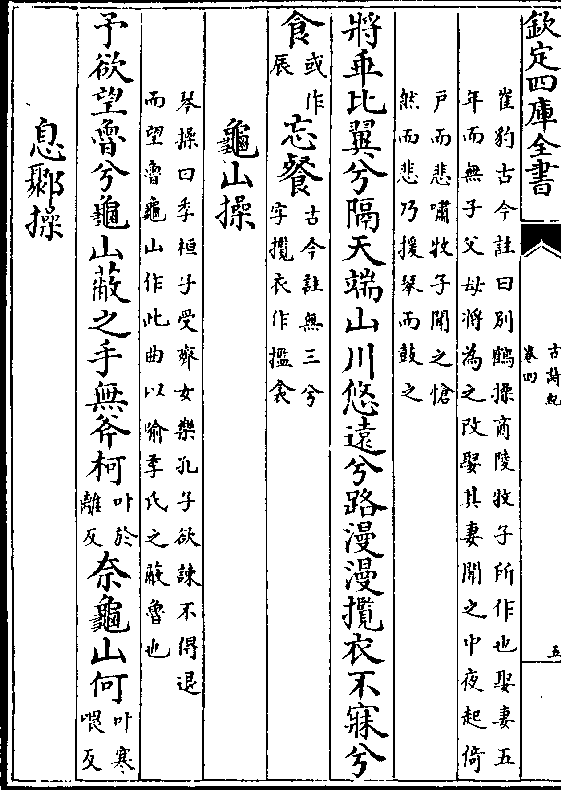 欽定四庫全書
古詩紀
卷四
五
崔豹古今註曰別鶴操商陵牧子所作也娶妻五
年而無子父母將為之改娶其妻聞之中夜起倚
戶而悲嘯牧子聞之愴
然而悲乃援琴而鼓之
將乖比翼兮隔天端山川悠遠兮路漫漫攬衣不寐兮
食或作飱忘餐古今註無三兮字攬衣作攬衾
龜山操
琴操曰季桓子受齊女樂孔子欲諫不得退
而望魯龜山作此曲以喻季氏之蔽魯也
予欲望魯兮龜山蔽之手無斧柯叶於離反奈龜山何叶寒喂反
息鄹操